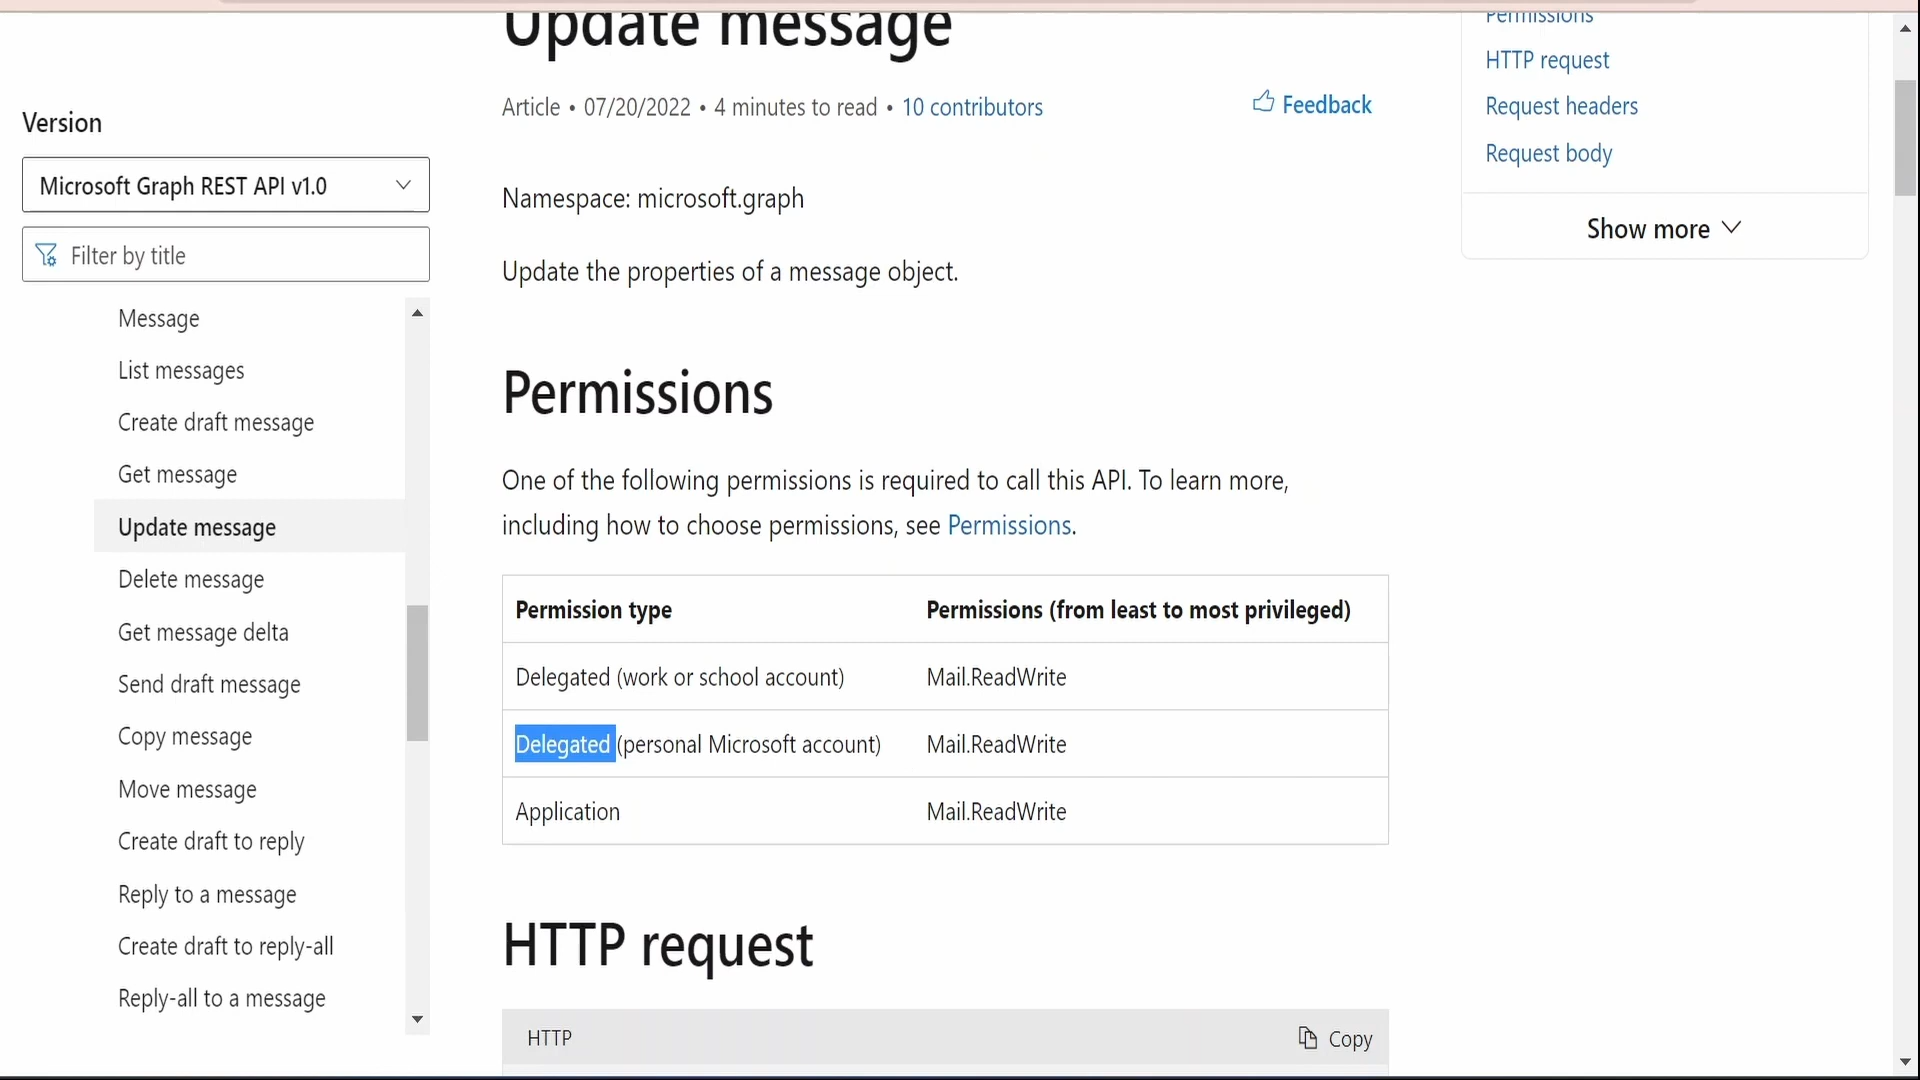 Update message
Article • 07/20/2022 • 4 minutes to read • 10 contributors
Feedback
Namespace: microsoft.graph
Update the properties of a message object.
Permissions
One of the following permissions is required to call this API. To learn more,
including how to choose permissions, see Permissions.
Permission type Permissions (from least to most privileged)
Delegated (work or school account) Mail.ReadWrite
Delegated (personal Microsoft account) Mail.ReadWrite
Application Mail.ReadWrite
HTTP request
HTTP Copy
Version
Microsoft Graph REST API v1.0
Filter by title
Message
List messages
Create draft message
Get message
Update message
Delete message
Get message delta
Send draft message
Copy message
Move message
Create draft to reply
Reply to a message
Create draft to reply-all
Reply-all to a message
Permissions
HTTP request
Request headers
Request body
Show more